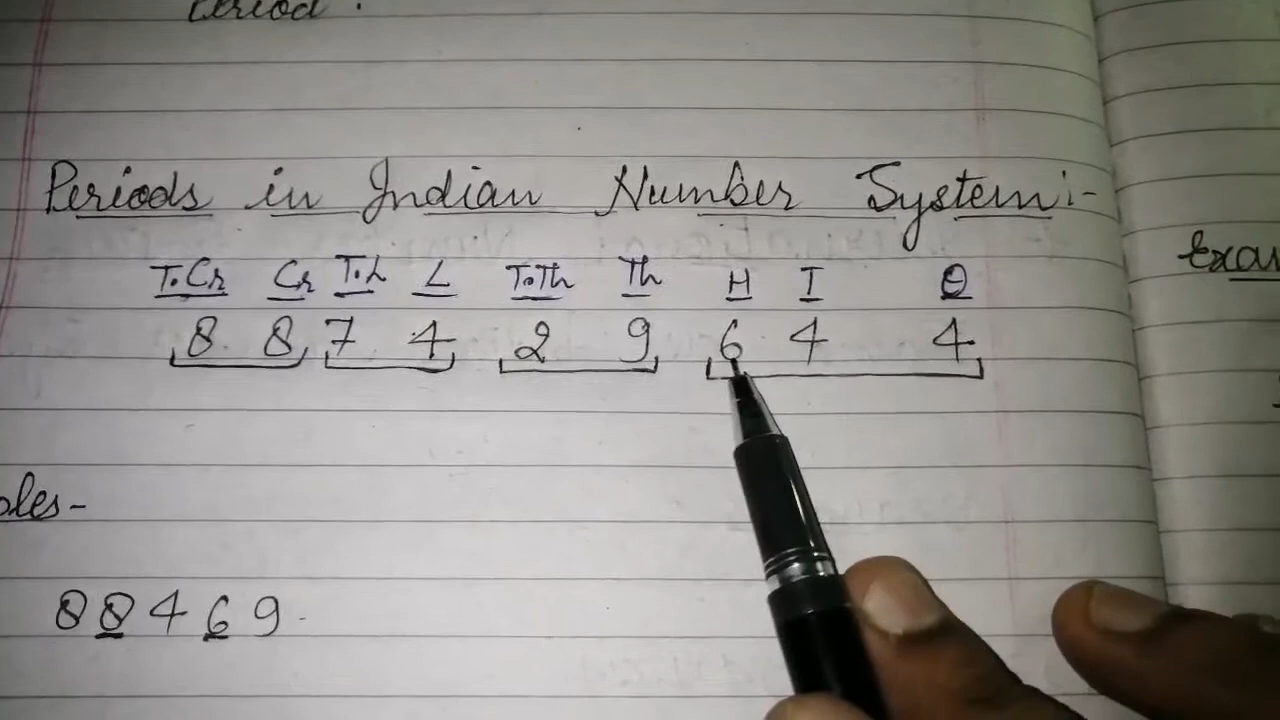 Period.
Periods in Indian Number System:-
T.Cr Cr T.L L T.Th Th H T O
8 8 7 4 2 9 6 4 4
88469